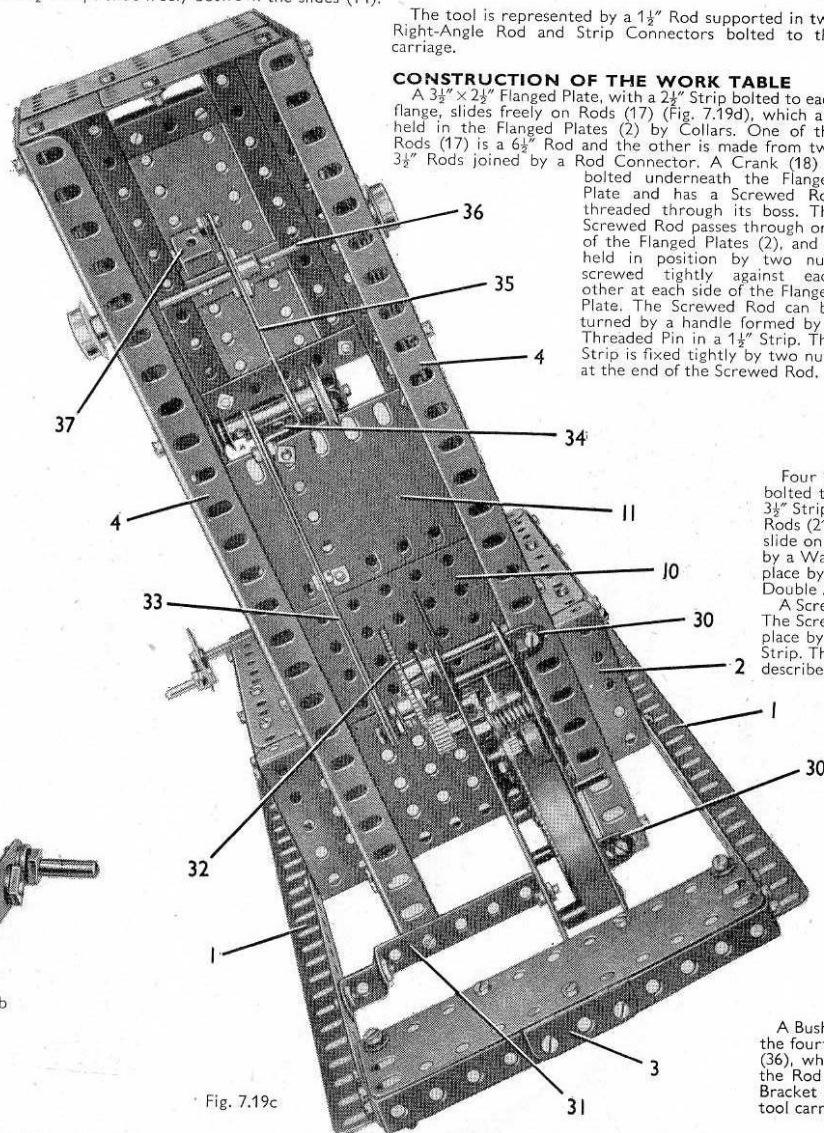 freely between the slides (14).
The tool is represented by a 1½" Rod supported in tw
Right-Angle Rod and Strip Connectors bolted to th
carriage.
CONSTRUCTION OF THE WORK TABLE
A 3½" × 2½" Flanged Plate, with a 2½" Strip bolted to eac
flange, slides freely on Rods (17) (Fig. 7.19d), which a
held in the Flanged Plates (2) by Collars. One of th
Rods (17) is a 6½" Rod and the other is made from tw
3½" Rods joined by a Rod Connector. A Crank (18)
bolted underneath the Flange
Plate and has a Screwed Ro
threaded through its boss. Th
Screwed Rod passes through on
of the Flanged Plates (2), and
held in position by two nu
screwed tightly against eac
other at each side of the Flange
Plate. The Screwed Rod can b
turned by a handle formed by
Threaded Pin in a 1½" Strip. Th
Strip is fixed tightly by two nu
at the end of the Screwed Rod.
36
35
4
37
34
4
11
Four
bolted t
3½" Strip
Rods (2
slide on
by a Wa
place by
Double
10
33
30
A Scre
The Scre
place by
Strip. Th
describe
2
1
30
32
1
b
A Bush
the four
(36), wh
the Rod
Bracket
tool carr
3
31
Fig. 7.19c